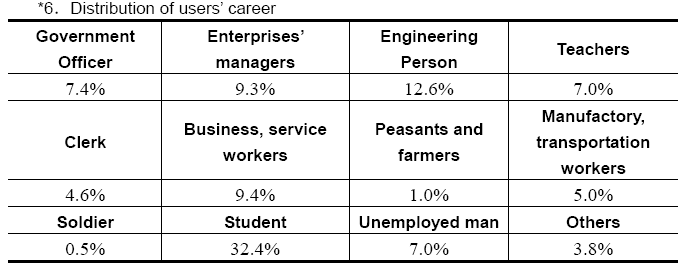 *6．Distribution of users’ career
Government Officer | Enterprises’ managers | Engineering Person | Teachers
7.4% | 9.3% | 12.6% | 7.0%
Clerk | Business, service workers | Peasants and farmers | Manufactory, transportation workers
4.6% | 9.4% | 1.0% | 5.0%
Soldier | Student | Unemployed man | Others
0.5% | 32.4% | 7.0% | 3.8%